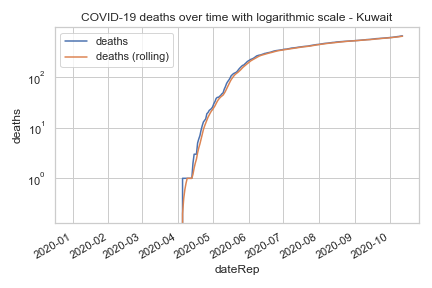 COVID-19 deaths over time with logarithmic scale - Kuwait
deaths
deaths (rolling)
10²
10¹
10⁰
deaths
2020-01
2020-02
2020-03
2020-04
2020-05
2020-06
2020-07
2020-08
2020-09
2020-10
dateRep